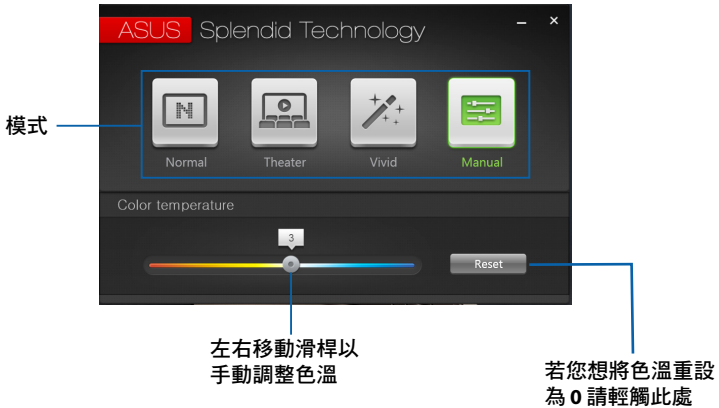 ASUS Splendid Technology
模式
Normal
Theater
Vivid
Manual
Color temperature
3
Reset
左右移動滑桿以
手動調整色溫
若您想將色溫重設
為 0 請輕觸此處